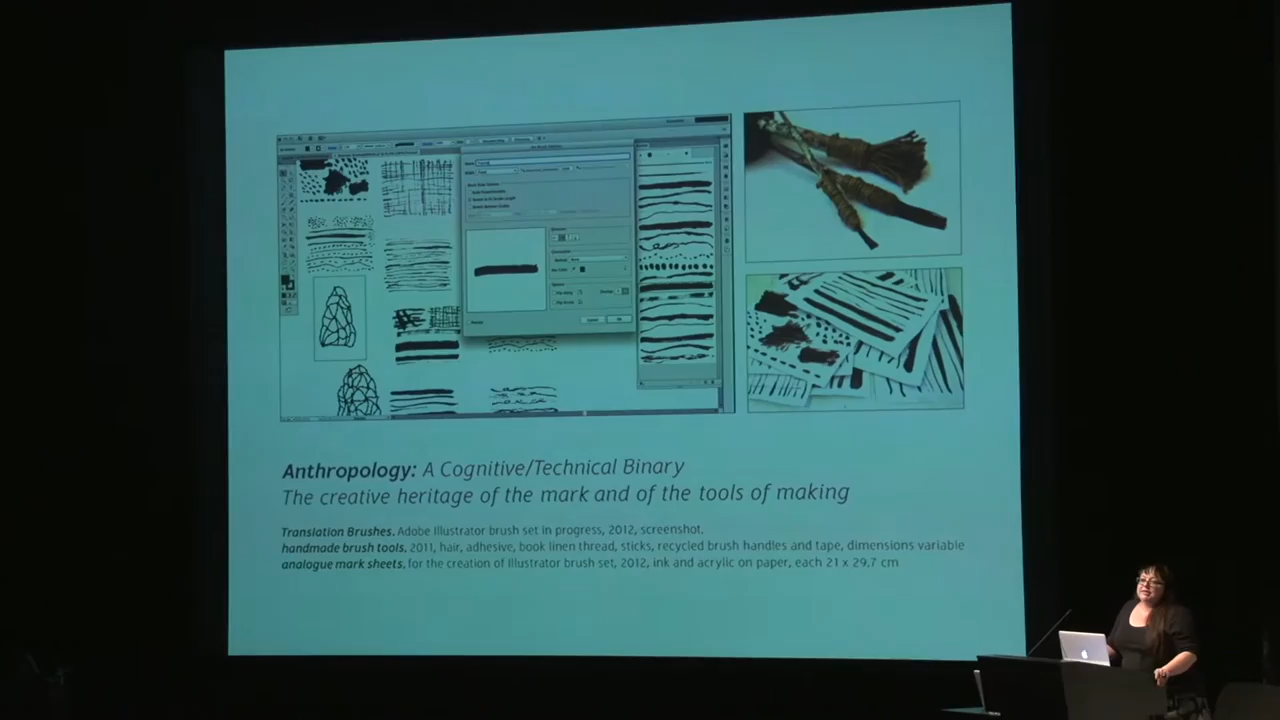 Anthropology: A Cognitive/Technical Binary
The creative heritage of the mark and of the tools of making
Translation Brushes. Adobe Illustrator brush set in progress, 2012, screenshot.
handmade brush tools, 2011, hair, adhesive, book linen thread, sticks, recycled brush handles and tape, dimensions variable
analogue mark sheets, for the creation of Illustrator brush set, 2012, ink and acrylic on paper, each 21 x 29,7 cm